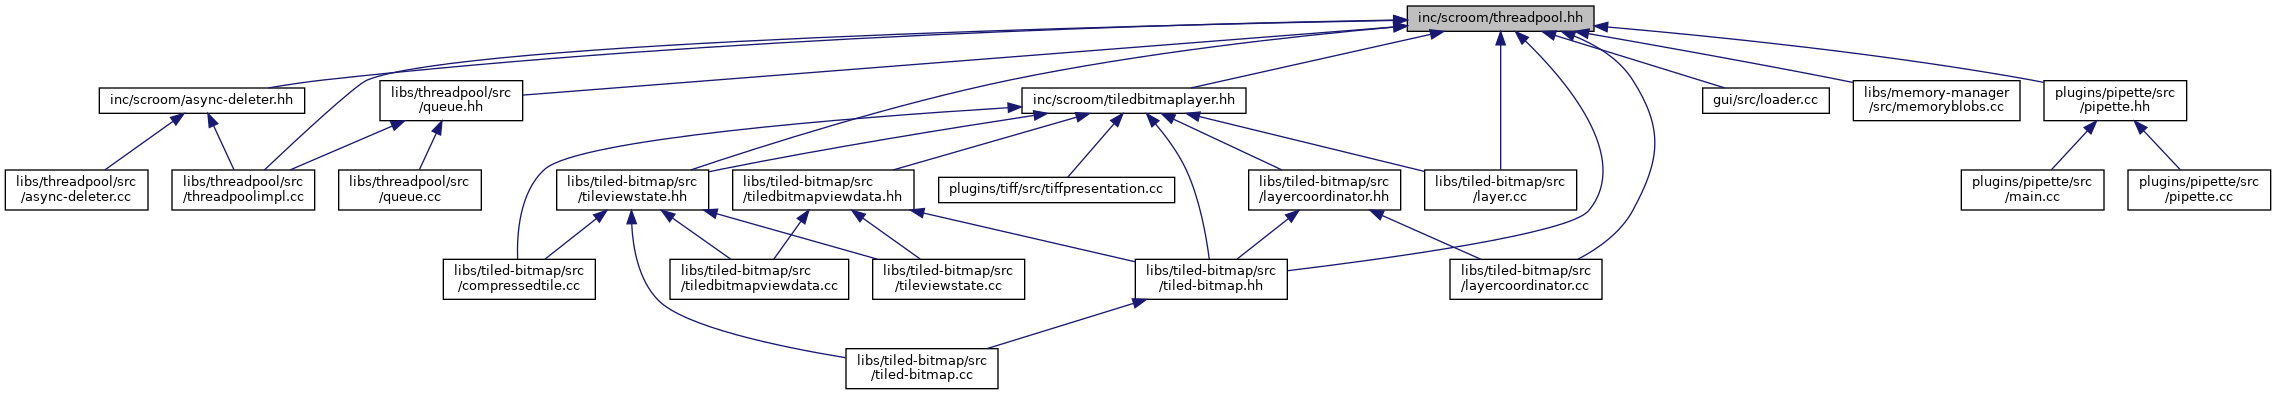 inc/scroom/threadpool.hh
inc/scroom/async-deleter.hh
libs/threadpool/src
/queue.hh
inc/scroom/tiledbitmaplayer.hh
gui/src/loader.cc
libs/memory-manager
/src/memoryblobs.cc
plugins/pipette/src
/pipette.hh
libs/threadpool/src
/async-deleter.cc
libs/threadpool/src
/threadpoolimpl.cc
libs/threadpool/src
/queue.cc
libs/tiled-bitmap/src
/tileviewstate.hh
libs/tiled-bitmap/src
/tiledbitmapviewdata.hh
plugins/tiff/src/tiffpresentation.cc
libs/tiled-bitmap/src
/layercoordinator.hh
libs/tiled-bitmap/src
/layer.cc
plugins/pipette/src
/main.cc
plugins/pipette/src
/pipette.cc
libs/tiled-bitmap/src
/compressedtile.cc
libs/tiled-bitmap/src
/tiledbitmapviewdata.cc
libs/tiled-bitmap/src
/tileviewstate.cc
libs/tiled-bitmap/src
/tiled-bitmap.hh
libs/tiled-bitmap/src
/layercoordinator.cc
libs/tiled-bitmap/src
/tiled-bitmap.cc